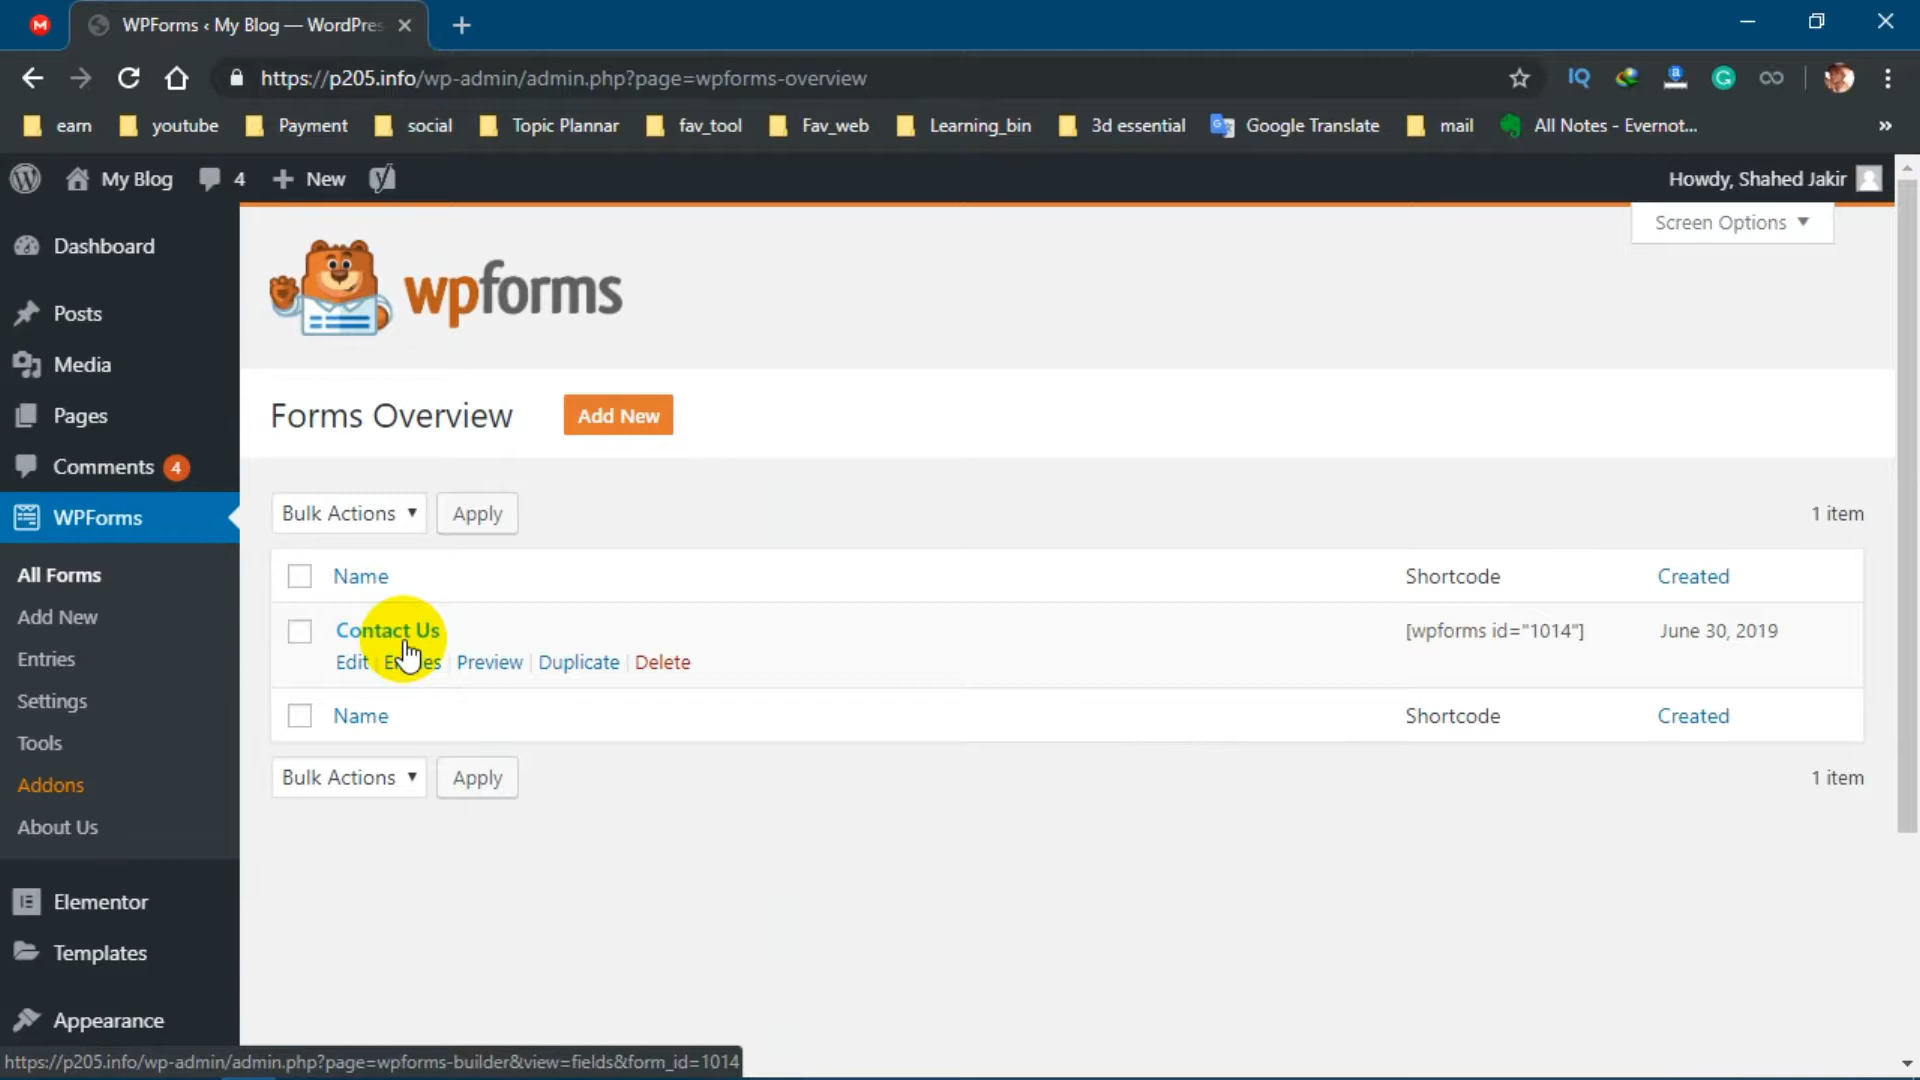 WPForms ‹ My Blog — WordPres
https://p205.info/wp-admin/admin.php?page=wpforms-overview
IQ
earn youtube Payment social Topic Plannar fav_tool Fav_web Learning_bin 3d essential Google Translate mail All Notes - Evernot... »
My Blog 4 + New Howdy, Shahed Jakir
Screen Options ▼
wpforms
Dashboard
Posts
Media
Pages
Comments 4
WPForms
All Forms
Add New
Entries
Settings
Tools
Addons
About Us
Elementor
Templates
Appearance
Forms Overview Add New
Bulk Actions ▼ Apply 1 item
Name Shortcode Created
Contact Us [wpforms id="1014"] June 30, 2019
Edit | Entries | Preview | Duplicate | Delete
Name Shortcode Created
Bulk Actions ▼ Apply 1 item
https://p205.info/wp-admin/admin.php?page=wpforms-builder&view=fields&form_id=1014